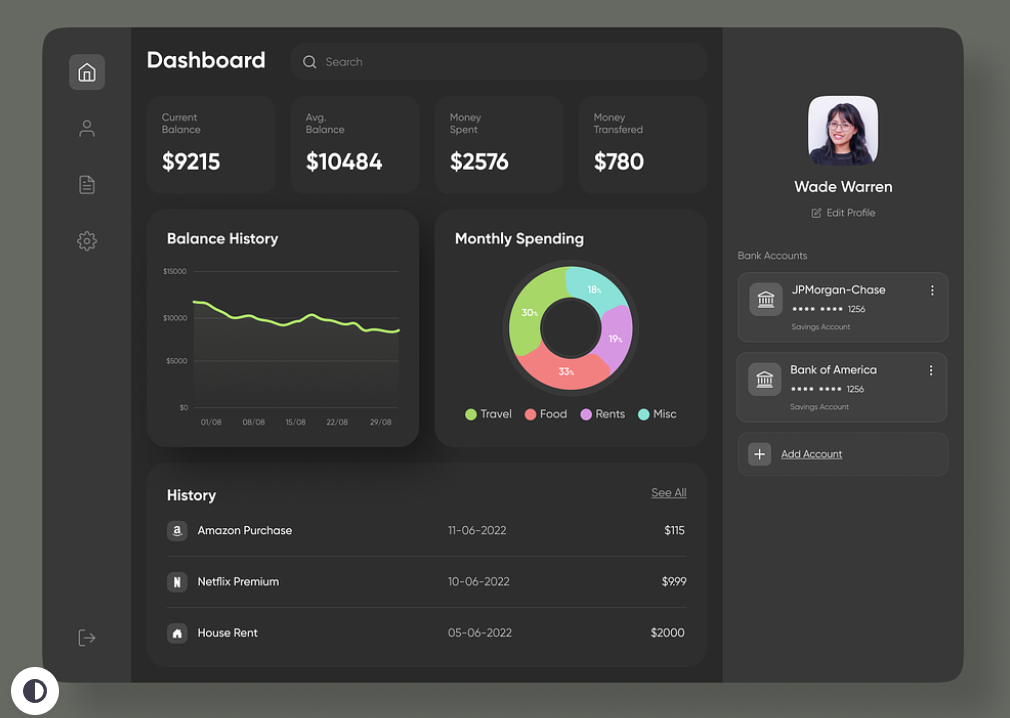 Dashboard
Search
Current
Balance
$9215
Avg.
Balance
$10484
Money
Spent
$2576
Money
Transfered
$780
Balance History
$15000
$10000
$5000
$0
01/08 08/08 15/08 22/08 29/08
Monthly Spending
18%
30%
19%
33%
Travel Food Rents Misc
History
See All
a Amazon Purchase 11-06-2022 $115
N Netflix Premium 10-06-2022 $9.99
House Rent 05-06-2022 $2000
Wade Warren
Edit Profile
Bank Accounts
JPMorgan-Chase
**** **** 1256
Savings Account
Bank of America
**** **** 1256
Savings Account
Add Account